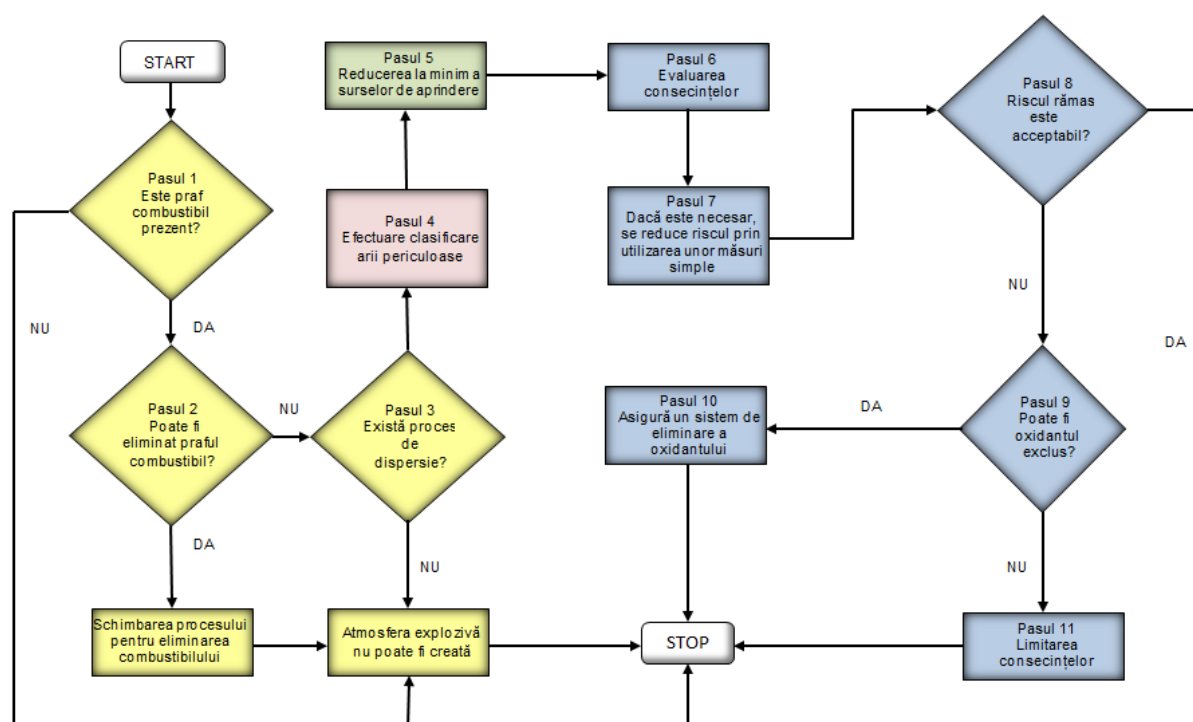 START
Pasul 1
Este praf
combustibil
prezent?
NU
DA
Pasul 2
Poate fi
eliminat praful
combustibil?
NU
DA
Schimbarea procesului
pentru eliminarea
combustibilului
Pasul 3
Există proces
de
dispersie?
NU
Atmosfera explozivă
nu poate fi creată
Pasul 4
Efectuare clasificare
arii periculoase
Pasul 5
Reducerea la minim a
surselor de aprindere
Pasul 6
Evaluarea
consecințelor
Pasul 7
Dacă este necesar,
se reduce riscul prin
utilizarea unor măsuri
simple
Pasul 8
Riscul rămas
este
acceptabil?
NU
DA
Pasul 9
Poate fi
oxidantul
exclus?
DA
NU
Pasul 10
Asigură un sistem de
eliminare a
oxidantului
Pasul 11
Limitarea
consecințelor
STOP